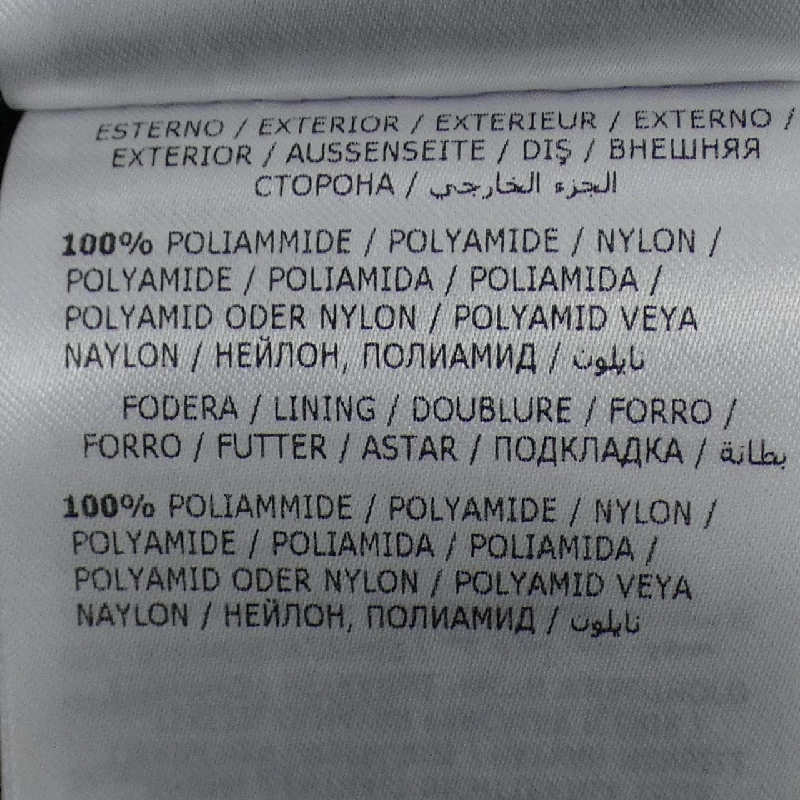 ESTERNO / EXTERIOR / EXTERIEUR / EXTERNO /
EXTERIOR / AUSSENSEITE / DIŞ / ВНЕШНЯЯ
СТОРОНА / الجزء الخارجي
100% POLIAMMIDE / POLYAMIDE / NYLON /
POLYAMIDE / POLIAMIDA / POLIAMIDA /
POLYAMID ODER NYLON / POLYAMID VEYA
NAYLON / НЕЙЛОН, ПОЛИАМИД / نايلون
FODERA / LINING / DOUBLURE / FORRO /
FORRO / FUTTER / ASTAR / ПОДКЛАДКА / بطانة
100% POLIAMMIDE / POLYAMIDE / NYLON /
POLYAMIDE / POLIAMIDA / POLIAMIDA /
POLYAMID ODER NYLON / POLYAMID VEYA
NAYLON / НЕЙЛОН, ПОЛИАМИД / نايلون